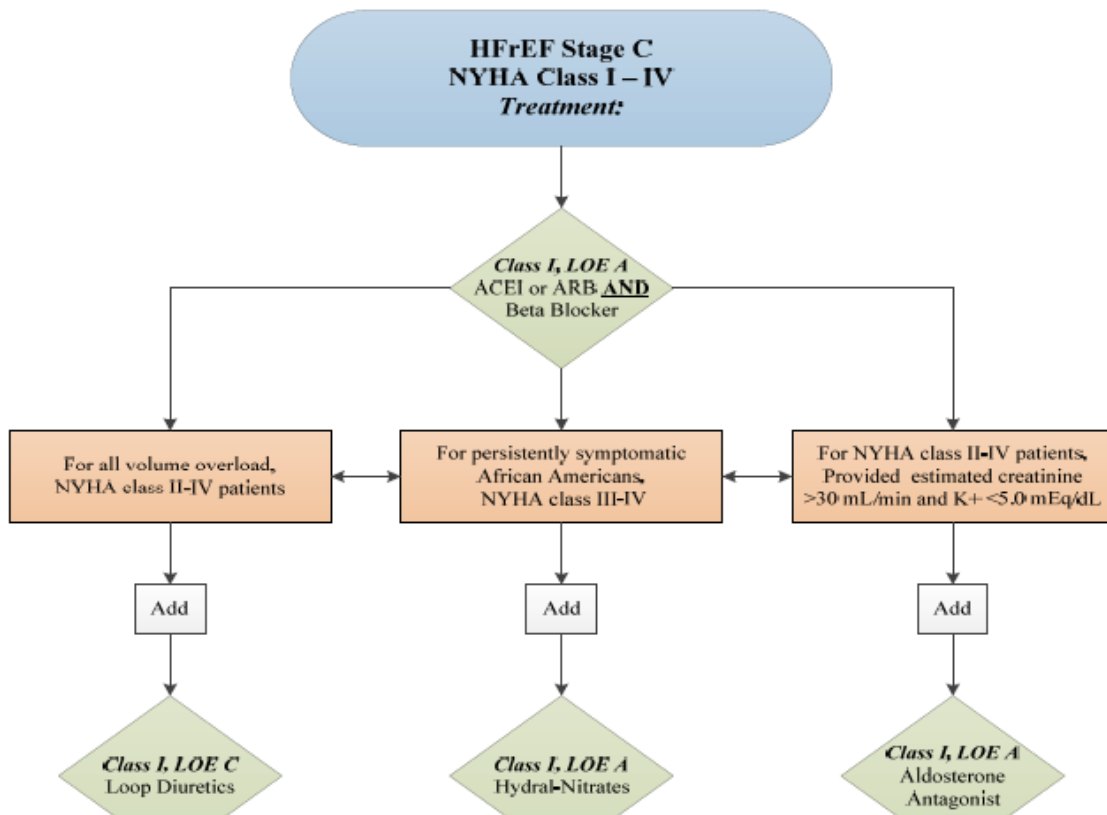 HFrEF Stage C
NYHA Class I – IV
Treatment:
Class I, LOE A
ACEI or ARB AND
Beta Blocker
For all volume overload,
NYHA class II-IV patients
For persistently symptomatic
African Americans,
NYHA class III-IV
For NYHA class II-IV patients,
Provided estimated creatinine
>30 mL/min and K+ <5.0 mEq/dL
Add
Add
Add
Class I, LOE C
Loop Diuretics
Class I, LOE A
Hydral-Nitrates
Class I, LOE A
Aldosterone
Antagonist